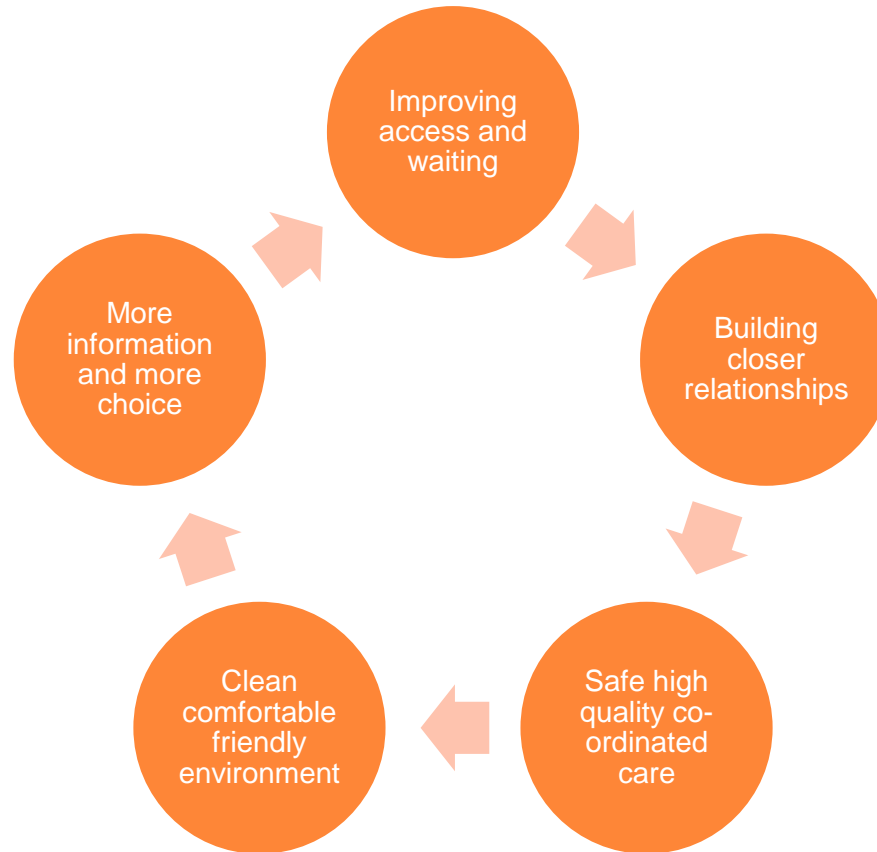 Improving
access and
waiting
Building
closer
relationships
Safe high
quality co-
ordinated
care
Clean
comfortable
friendly
environment
More
information
and more
choice